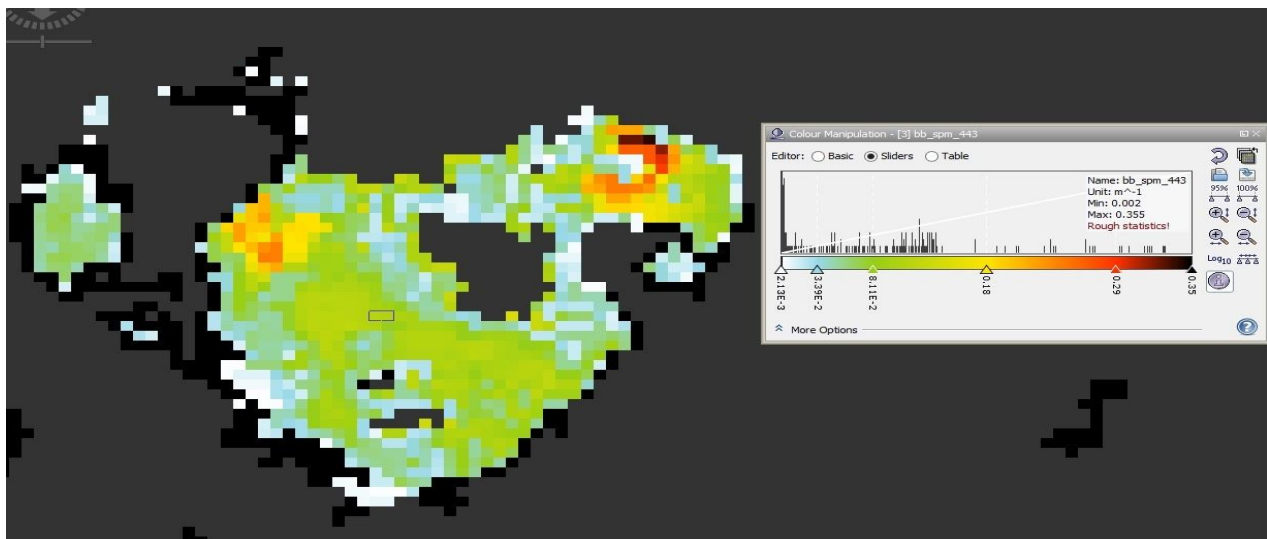 Colour Manipulation - [3] bb_spm_443
Editor: Basic Sliders Table
Name: bb_spm_443
Unit: m^-1
Min: 0.002
Max: 0.355
Rough statistics!
95% 100%
Log10
2.13E-3 3.39E-2 8.11E-2 0.18 0.29 0.35
More Options